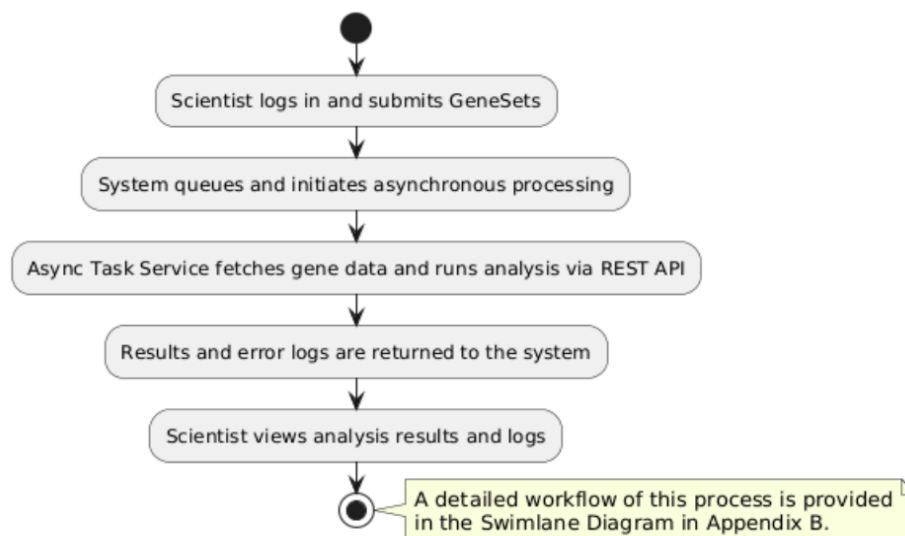 Scientist logs in and submits GeneSets
System queues and initiates asynchronous processing
Async Task Service fetches gene data and runs analysis via REST API
Results and error logs are returned to the system
Scientist views analysis results and logs
A detailed workflow of this process is provided
in the Swimlane Diagram in Appendix B.